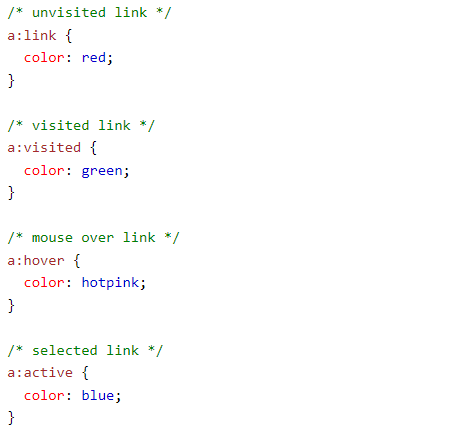 /* unvisited link */
a:link {
  color: red;
}

/* visited link */
a:visited {
  color: green;
}

/* mouse over link */
a:hover {
  color: hotpink;
}

/* selected link */
a:active {
  color: blue;
}